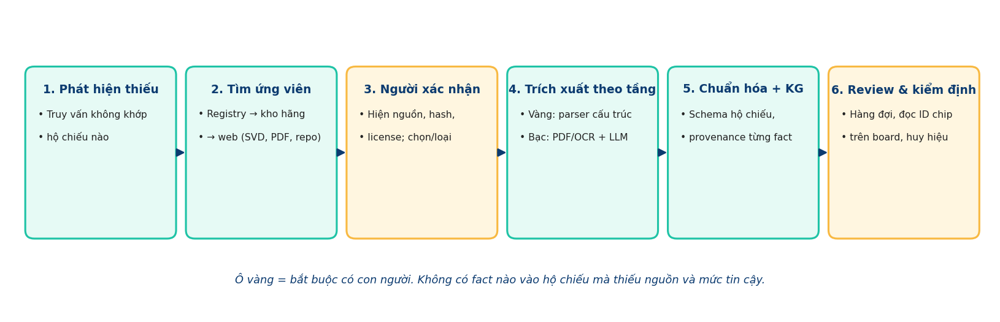 1. Phát hiện thiếu
• Truy vấn không khớp
• hộ chiếu nào
2. Tìm ứng viên
• Registry → kho hãng
• → web (SVD, PDF, repo)
3. Người xác nhận
• Hiện nguồn, hash,
• license; chọn/loại
4. Trích xuất theo tầng
• Vàng: parser cấu trúc
• Bạc: PDF/OCR + LLM
5. Chuẩn hóa + KG
• Schema hộ chiếu,
• provenance từng fact
6. Review & kiểm định
• Hàng đợi, đọc ID chip
• trên board, huy hiệu
Ô vàng = bắt buộc có con người. Không có fact nào vào hộ chiếu mà thiếu nguồn và mức tin cậy.